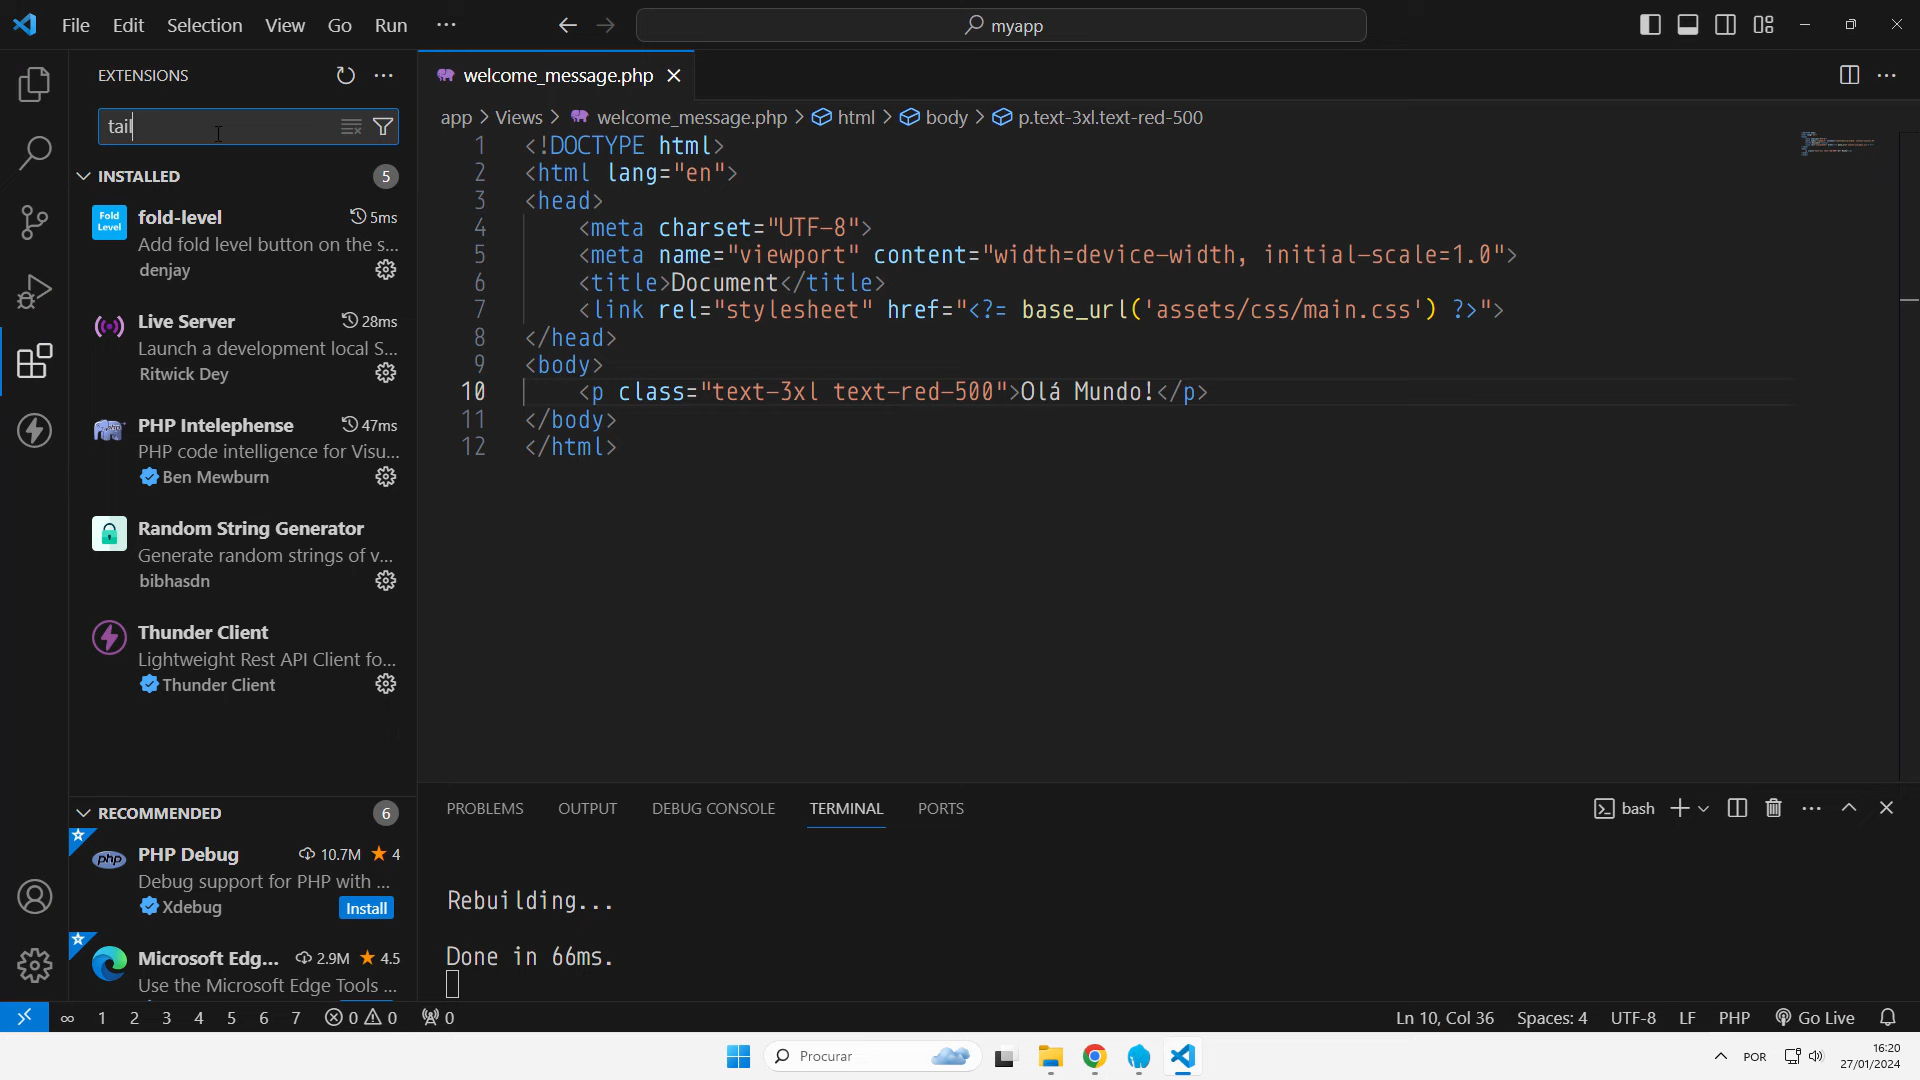 File Edit Selection View Go Run ··· myapp
EXTENSIONS
tail
INSTALLED 5
Fold Level
fold-level 5ms
Add fold level button on the s...
denjay
Live Server 28ms
Launch a development local S...
Ritwick Dey
PHP Intelephense 47ms
PHP code intelligence for Visu...
Ben Mewburn
Random String Generator
Generate random strings of v...
bibhasdn
Thunder Client
Lightweight Rest API Client fo...
Thunder Client
RECOMMENDED 6
php
PHP Debug 10.7M 4
Debug support for PHP with ...
Xdebug Install
Microsoft Edg... 2.9M 4.5
Use the Microsoft Edge Tools ...
welcome_message.php
app > Views > welcome_message.php > html > body > p.text-3xl.text-red-500
1 <!DOCTYPE html>
2 <html lang="en">
3 <head>
4 <meta charset="UTF-8">
5 <meta name="viewport" content="width=device-width, initial-scale=1.0">
6 <title>Document</title>
7 <link rel="stylesheet" href="<?= base_url('assets/css/main.css') ?>">
8 </head>
9 <body>
10 <p class="text-3xl text-red-500">Olá Mundo!</p>
11 </body>
12 </html>
PROBLEMS OUTPUT DEBUG CONSOLE TERMINAL PORTS bash
Rebuilding...
Done in 66ms.
∞ 1 2 3 4 5 6 7 0 0 0 Ln 10, Col 36 Spaces: 4 UTF-8 LF PHP Go Live
Procurar POR 16:20
27/01/2024